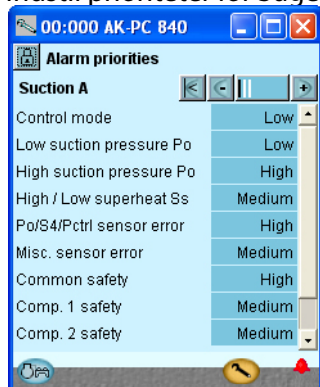 00:000 AK-PC 840
Alarm priorities
Suction A
Control mode Low
Low suction pressure Po Low
High suction pressure Po High
High / Low superheat Ss Medium
Po/S4/Pctrl sensor error High
Misc. sensor error Medium
Common safety High
Comp. 1 safety Medium
Comp. 2 safety Medium